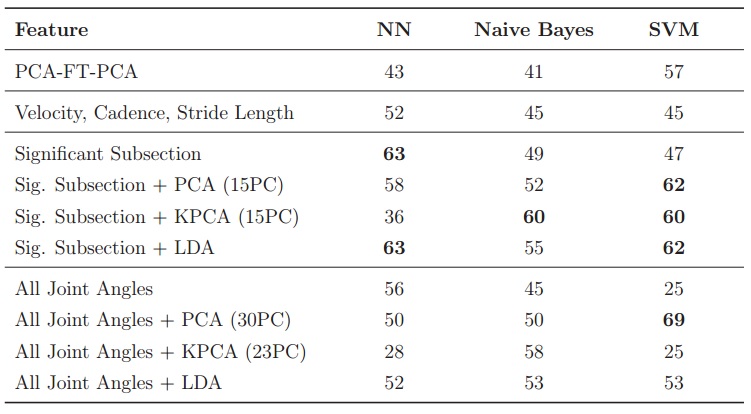 Feature NN Naive Bayes SVM
PCA-FT-PCA 43 41 57
Velocity, Cadence, Stride Length 52 45 45
Significant Subsection 63 49 47
Sig. Subsection + PCA (15PC) 58 52 62
Sig. Subsection + KPCA (15PC) 36 60 60
Sig. Subsection + LDA 63 55 62
All Joint Angles 56 45 25
All Joint Angles + PCA (30PC) 50 50 69
All Joint Angles + KPCA (23PC) 28 58 25
All Joint Angles + LDA 52 53 53